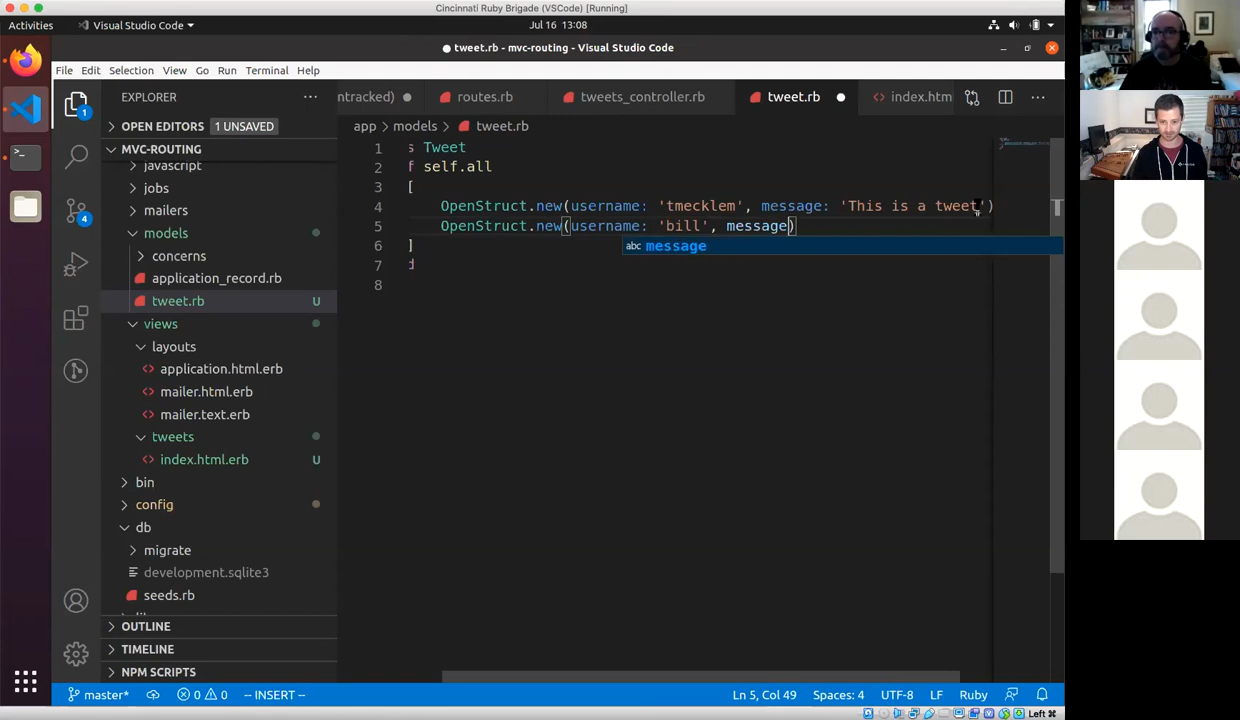 Cincinnati Ruby Brigade (VSCode) [Running]
Activities
Visual Studio Code
Jul 16 13:08
● tweet.rb - mvc-routing - Visual Studio Code
File Edit Selection View Go Run Terminal Help
EXPLORER
ntracked) ●
routes.rb
tweets_controller.rb
tweet.rb ●
<> index.htm
OPEN EDITORS 1 UNSAVED
app > models > tweet.rb
MVC-ROUTING
javascript
jobs
mailers
models
concerns
application_record.rb
tweet.rb U
views
layouts
<> application.html.erb
<> mailer.html.erb
<> mailer.text.erb
tweets
<> index.html.erb U
bin
config
db
migrate
development.sqlite3
seeds.rb
OUTLINE
TIMELINE
NPM SCRIPTS
1 s Tweet
2 f self.all
3 [
4 OpenStruct.new(username: 'tmecklem', message: 'This is a tweet')
5 OpenStruct.new(username: 'bill', message)
abc message
6 ]
7 d
8
1
4
master* 0 0 -- INSERT --
Ln 5, Col 49 Spaces: 4 UTF-8 LF Ruby
Left ⌘